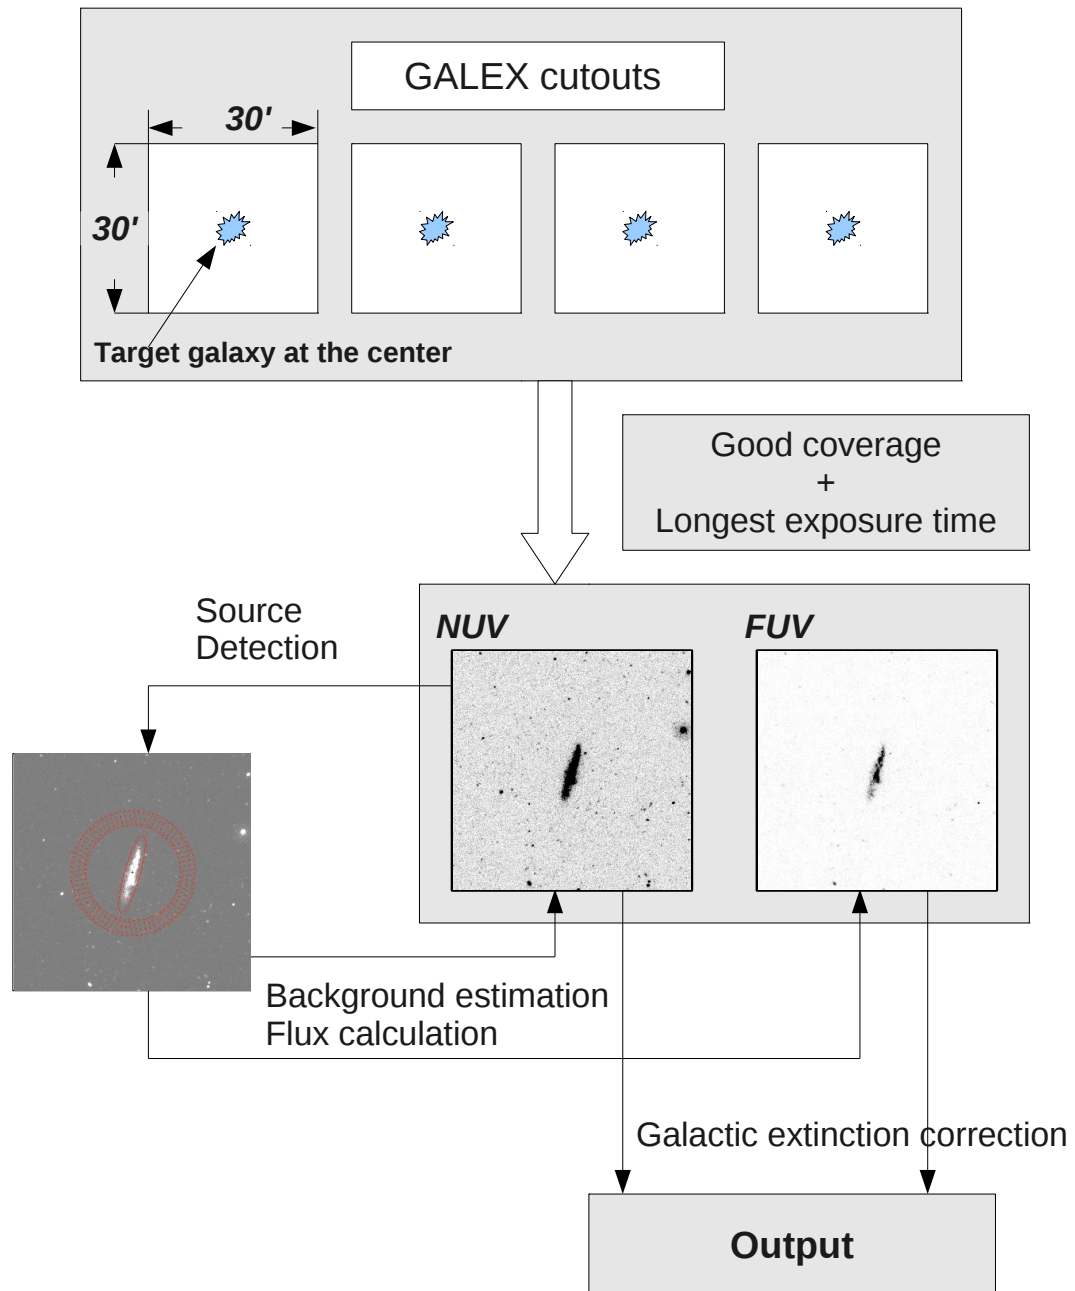 GALEX cutouts
30'
30'
Target galaxy at the center
Good coverage
+
Longest exposure time
Source
Detection
NUV
FUV
Background estimation
Flux calculation
Galactic extinction correction
Output